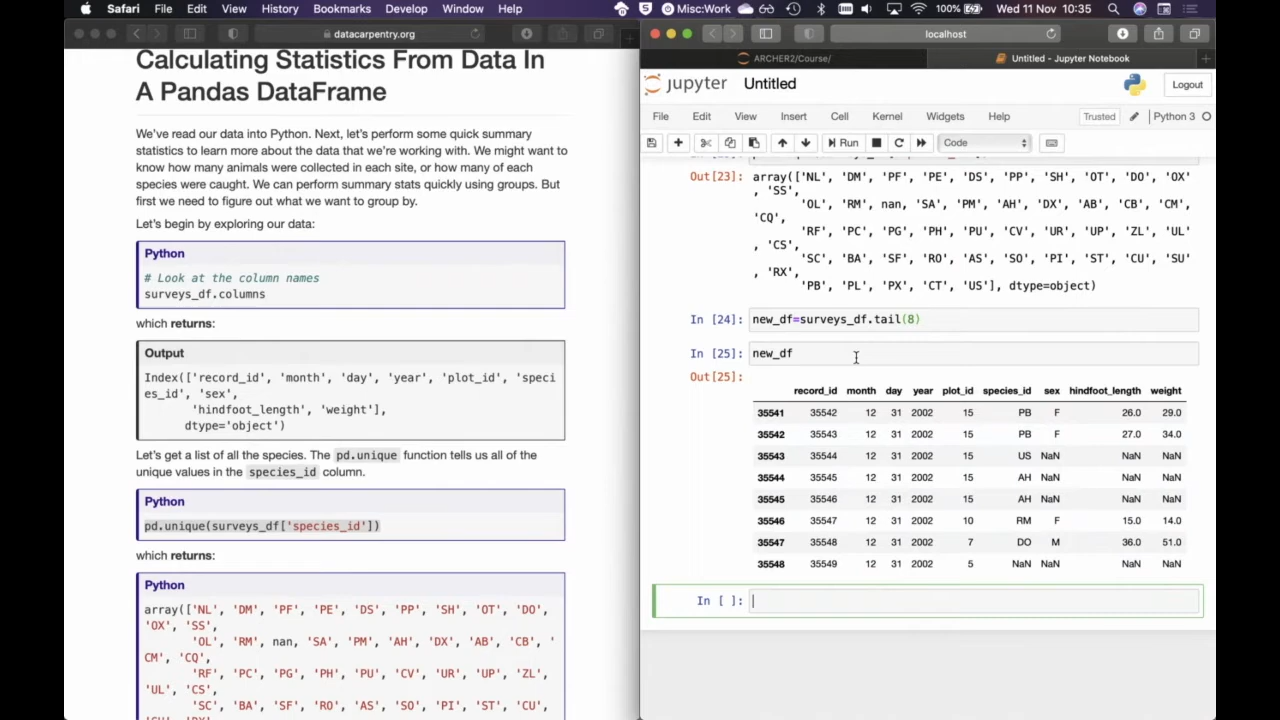 Safari File Edit View History Bookmarks Develop Window Help Misc:Work 100% Wed 11 Nov 10:35
datacarpentry.org
Calculating Statistics From Data In
A Pandas DataFrame
We’ve read our data into Python. Next, let’s perform some quick summary
statistics to learn more about the data that we’re working with. We might want to
know how many animals were collected in each site, or how many of each
species were caught. We can perform summary stats quickly using groups. But
first we need to figure out what we want to group by.
Let’s begin by exploring our data:
Python
# Look at the column names
surveys_df.columns
which returns:
Output
Index(['record_id', 'month', 'day', 'year', 'plot_id', 'speci
es_id', 'sex',
'hindfoot_length', 'weight'],
dtype='object')
Let’s get a list of all the species. The pd.unique function tells us all of the
unique values in the species_id column.
Python
pd.unique(surveys_df['species_id'])
which returns:
Python
array(['NL', 'DM', 'PF', 'PE', 'DS', 'PP', 'SH', 'OT', 'DO',
'OX', 'SS',
'OL', 'RM', nan, 'SA', 'PM', 'AH', 'DX', 'AB', 'CB', '
CM', 'CQ',
'RF', 'PC', 'PG', 'PH', 'PU', 'CV', 'UR', 'UP', 'ZL',
'UL', 'CS',
'SC', 'BA', 'SF', 'RO', 'AS', 'SO', 'PI', 'ST', 'CU',
localhost
ARCHER2/Course/ Untitled - Jupyter Notebook
jupyter Untitled Logout
File Edit View Insert Cell Kernel Widgets Help Trusted Python 3
Run Code
Out[23]: array(['NL', 'DM', 'PF', 'PE', 'DS', 'PP', 'SH', 'OT', 'DO', 'OX'
, 'SS',
'OL', 'RM', nan, 'SA', 'PM', 'AH', 'DX', 'AB', 'CB', 'CM',
'CQ',
'RF', 'PC', 'PG', 'PH', 'PU', 'CV', 'UR', 'UP', 'ZL', 'UL'
, 'CS',
'SC', 'BA', 'SF', 'RO', 'AS', 'SO', 'PI', 'ST', 'CU', 'SU'
, 'RX',
'PB', 'PL', 'PX', 'CT', 'US'], dtype=object)
In [24]: new_df=surveys_df.tail(8)
In [25]: new_df
Out[25]:
record_id month day year plot_id species_id sex hindfoot_length weight
35541 35542 12 31 2002 15 PB F 26.0 29.0
35542 35543 12 31 2002 15 PB F 27.0 34.0
35543 35544 12 31 2002 15 US NaN NaN NaN
35544 35545 12 31 2002 15 AH NaN NaN NaN
35545 35546 12 31 2002 15 AH NaN NaN NaN
35546 35547 12 31 2002 10 RM F 15.0 14.0
35547 35548 12 31 2002 7 DO M 36.0 51.0
35548 35549 12 31 2002 5 NaN NaN NaN NaN
In [ ]: